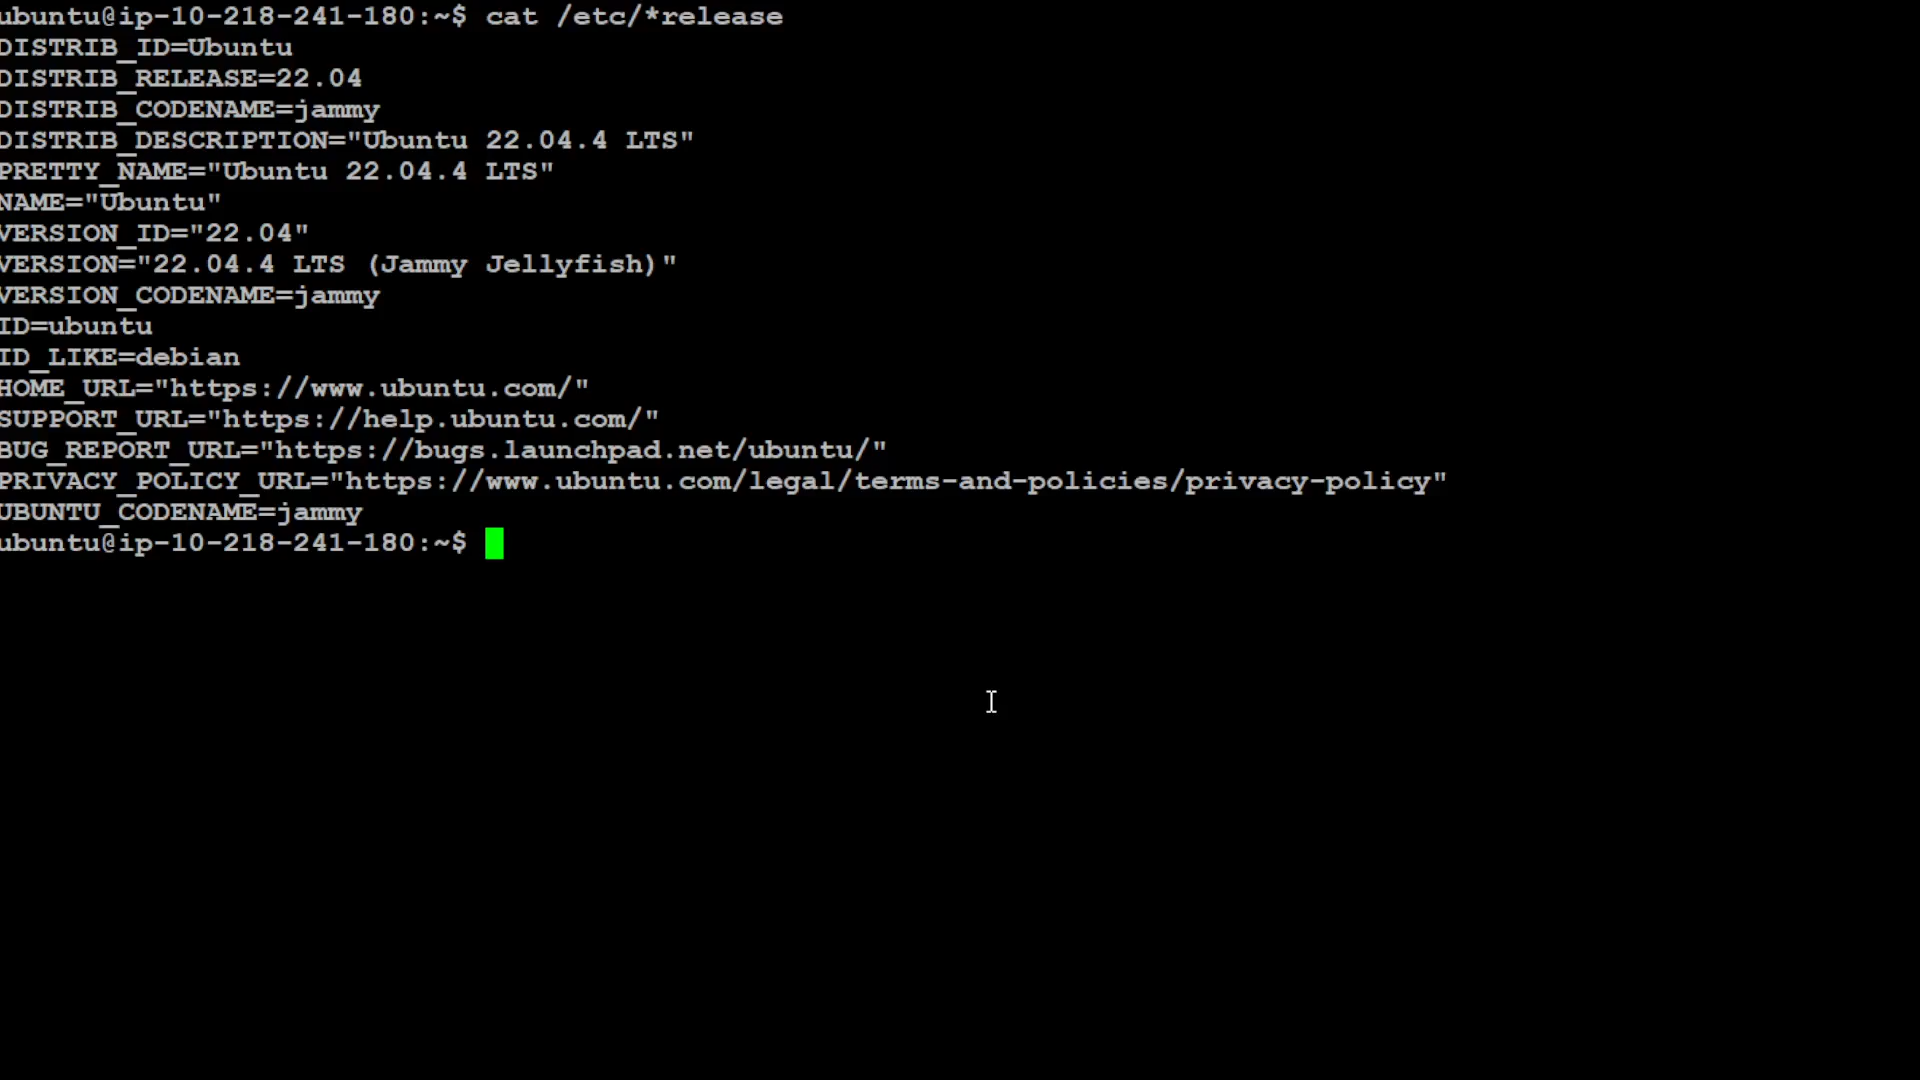 ubuntu@ip-10-218-241-180:~$ cat /etc/*release
DISTRIB_ID=Ubuntu
DISTRIB_RELEASE=22.04
DISTRIB_CODENAME=jammy
DISTRIB_DESCRIPTION="Ubuntu 22.04.4 LTS"
PRETTY_NAME="Ubuntu 22.04.4 LTS"
NAME="Ubuntu"
VERSION_ID="22.04"
VERSION="22.04.4 LTS (Jammy Jellyfish)"
VERSION_CODENAME=jammy
ID=ubuntu
ID_LIKE=debian
HOME_URL="https://www.ubuntu.com/"
SUPPORT_URL="https://help.ubuntu.com/"
BUG_REPORT_URL="https://bugs.launchpad.net/ubuntu/"
PRIVACY_POLICY_URL="https://www.ubuntu.com/legal/terms-and-policies/privacy-policy"
UBUNTU_CODENAME=jammy
ubuntu@ip-10-218-241-180:~$